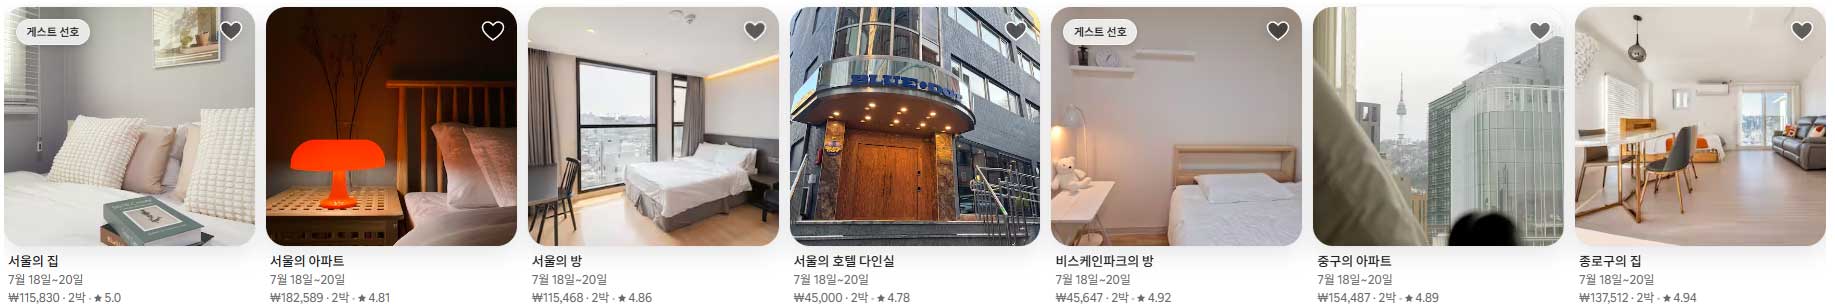 게스트 선호
서울의 집
7월 18일~20일
₩115,830 · 2박 · ★ 5.0
서울의 아파트
7월 18일~20일
₩182,589 · 2박 · ★ 4.81
서울의 방
7월 18일~20일
₩115,468 · 2박 · ★ 4.86
서울의 호텔 다인실
7월 18일~20일
₩45,000 · 2박 · ★ 4.78
게스트 선호
비스케인파크의 방
7월 18일~20일
₩45,647 · 2박 · ★ 4.92
중구의 아파트
7월 18일~20일
₩154,487 · 2박 · ★ 4.89
종로구의 집
7월 18일~20일
₩137,512 · 2박 · ★ 4.94